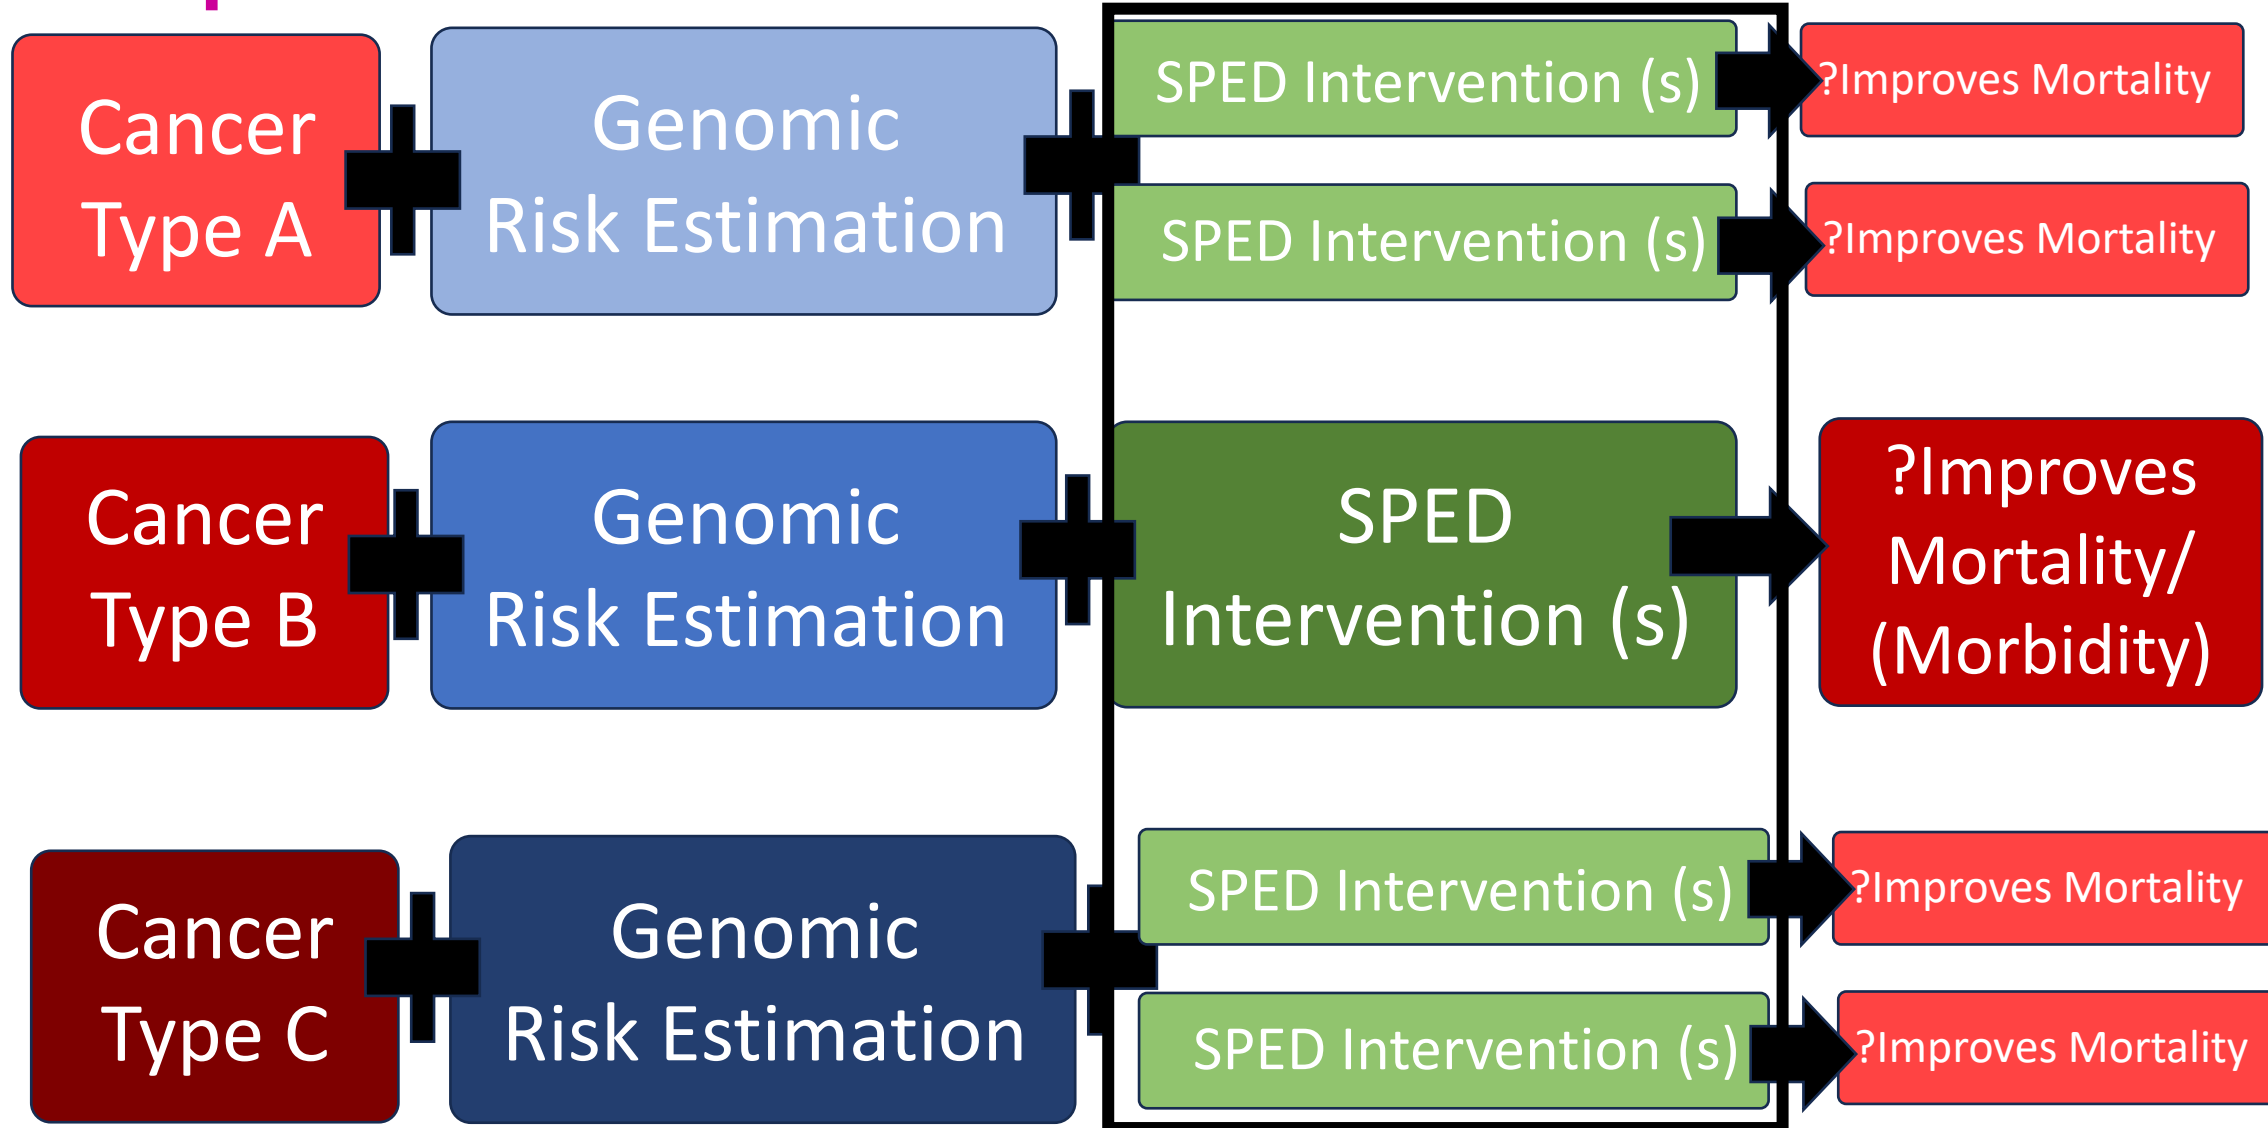 Cancer
Type A
Genomic
Risk Estimation
SPED Intervention (s)
?Improves Mortality
SPED Intervention (s)
?Improves Mortality
Cancer
Type B
Genomic
Risk Estimation
SPED
Intervention (s)
?Improves
Mortality/
(Morbidity)
Cancer
Type C
Genomic
Risk Estimation
SPED Intervention (s)
?Improves Mortality
SPED Intervention (s)
?Improves Mortality